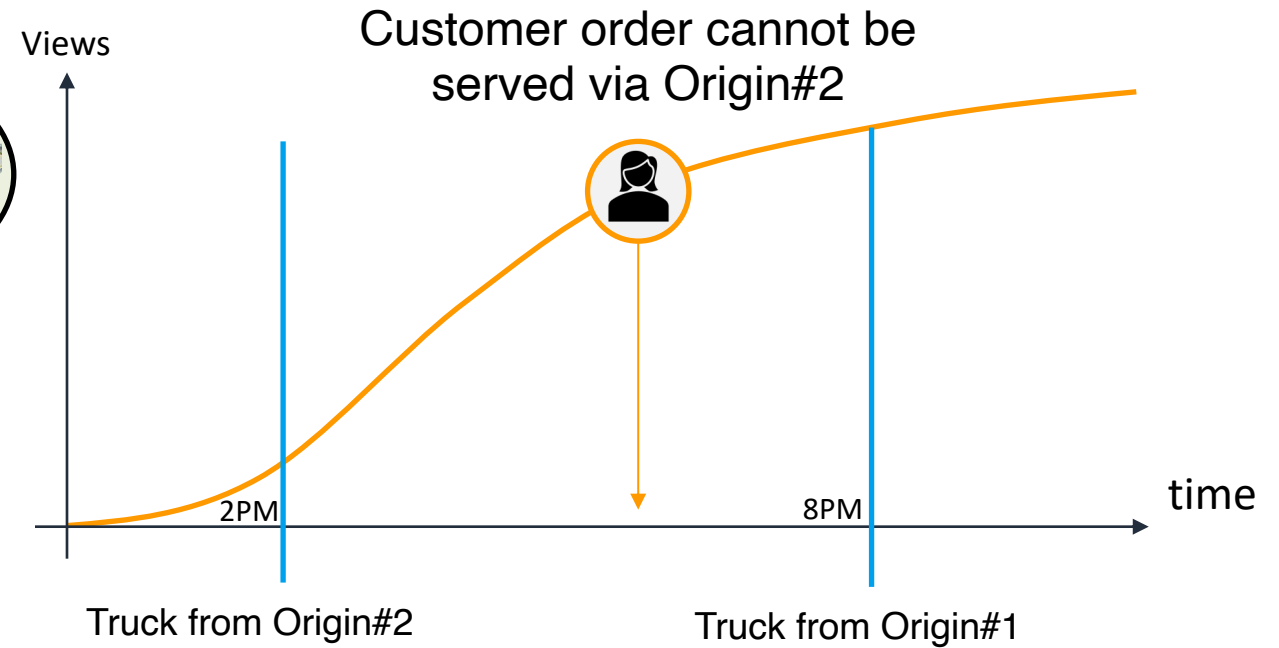 Customer order cannot be
served via Origin#2
Views
2PM
8PM
time
Truck from Origin#2
Truck from Origin#1